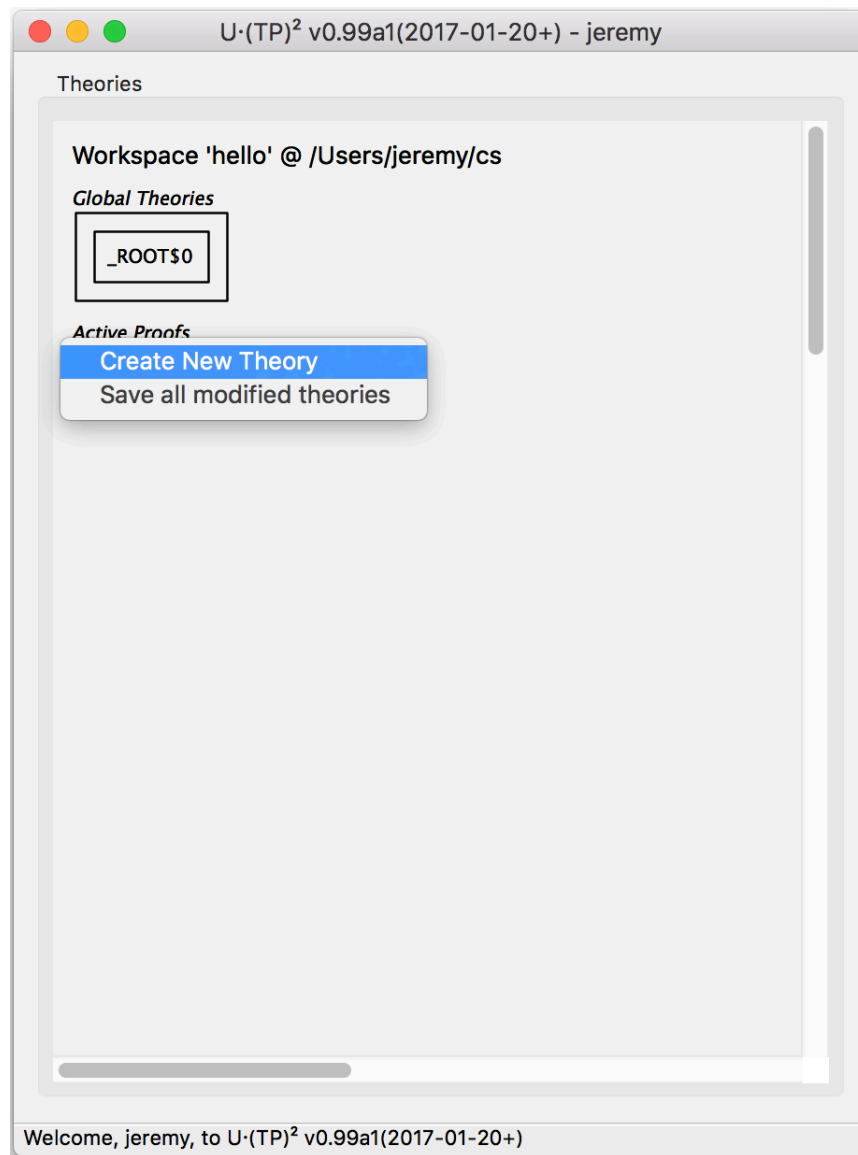 U·(TP)² v0.99a1(2017-01-20+) - jeremy
Theories
Workspace 'hello' @ /Users/jeremy/cs
Global Theories
_ROOT$0
Active Proofs
Create New Theory
Save all modified theories
Welcome, jeremy, to U·(TP)² v0.99a1(2017-01-20+)